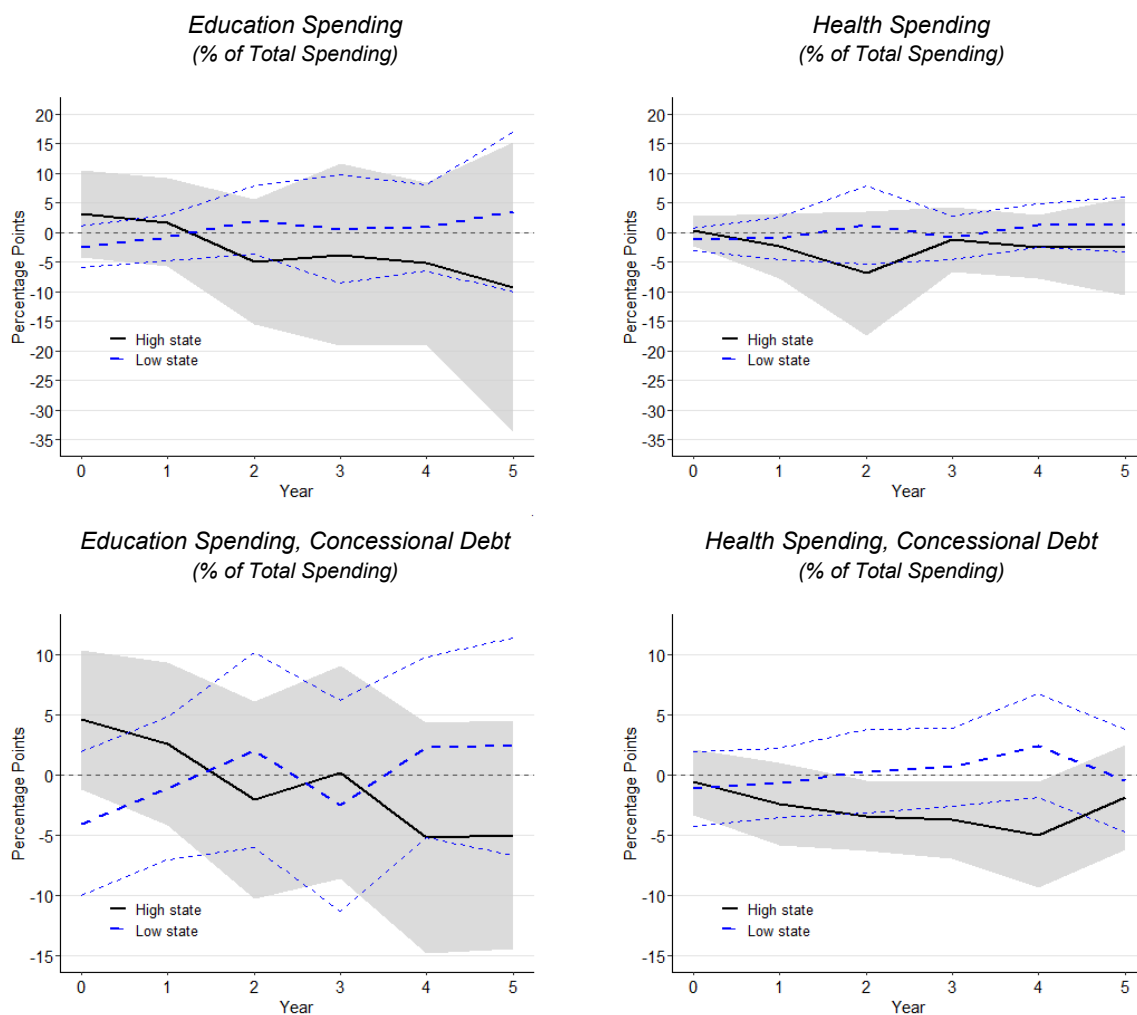 Education Spending
(% of Total Spending)
Percentage Points
20
15
10
5
0
-5
-10
-15
-20
-25
-30
-35
High state
Low state
0 1 2 3 4 5
Year
Health Spending
(% of Total Spending)
Percentage Points
20
15
10
5
0
-5
-10
-15
-20
-25
-30
-35
High state
Low state
0 1 2 3 4 5
Year
Education Spending, Concessional Debt
(% of Total Spending)
Percentage Points
10
5
0
-5
-10
-15
High state
Low state
0 1 2 3 4 5
Year
Health Spending, Concessional Debt
(% of Total Spending)
Percentage Points
10
5
0
-5
-10
-15
High state
Low state
0 1 2 3 4 5
Year